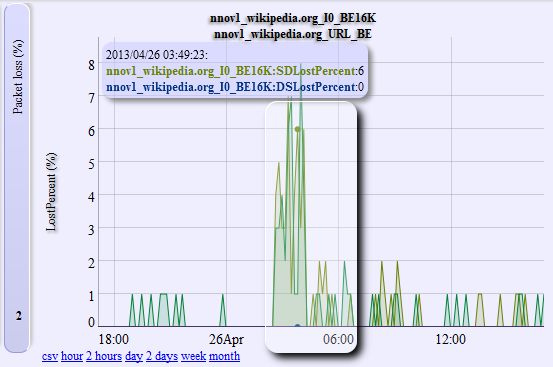 nnov1_wikipedia.org_I0_BE16K
nnov1_wikipedia.org_URL_BE
2013/04/26 03:49:23:
nnov1_wikipedia.org_I0_BE16K:SDLostPercent:6
nnov1_wikipedia.org_I0_BE16K:DSLostPercent:0
Packet loss (%)
2
LostPercent (%)
8
7
6
5
4
3
2
1
0
18:00 26Apr 06:00 12:00
csv hour 2 hours day 2 days week month